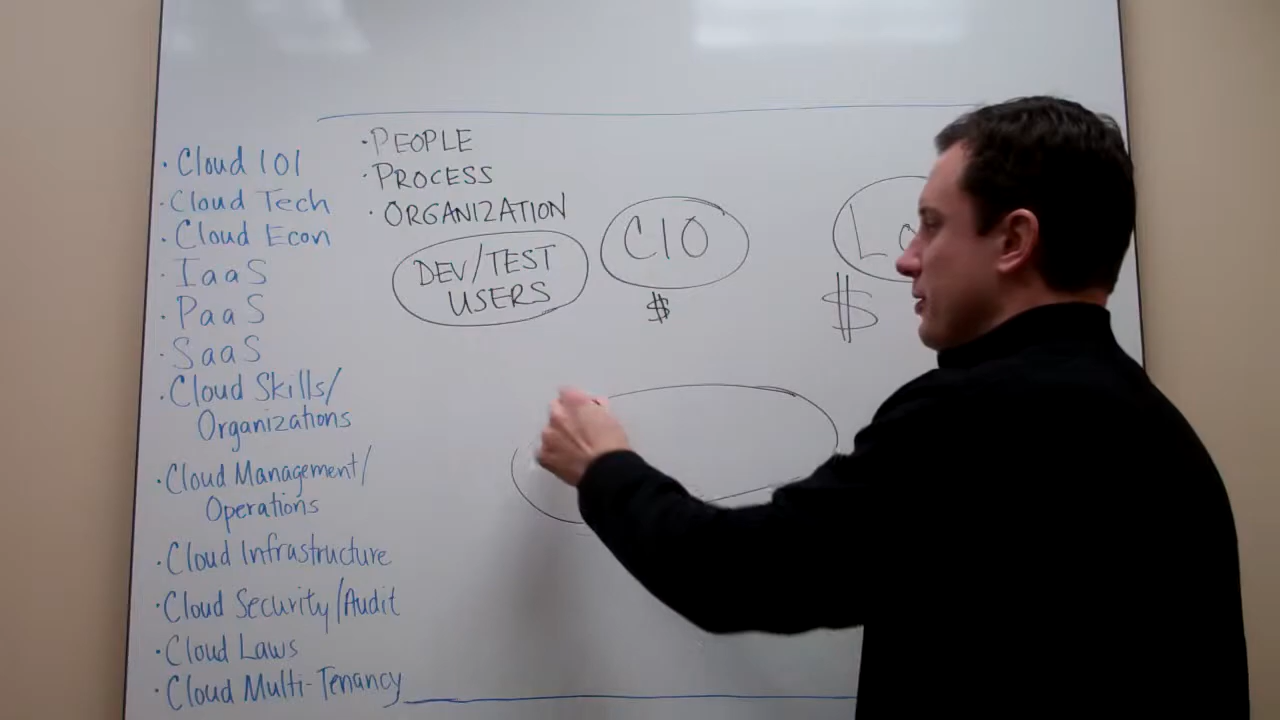 · Cloud 101
· Cloud Tech
· Cloud Econ
· IaaS
· PaaS
· SaaS
· Cloud Skills/
Organizations
· Cloud Management/
Operations
· Cloud Infrastructure
· Cloud Security/Audit
· Cloud Laws
· Cloud Multi-Tenancy
· PEOPLE
· PROCESS
· ORGANIZATION
DEV/TEST
USERS
CIO
$
$